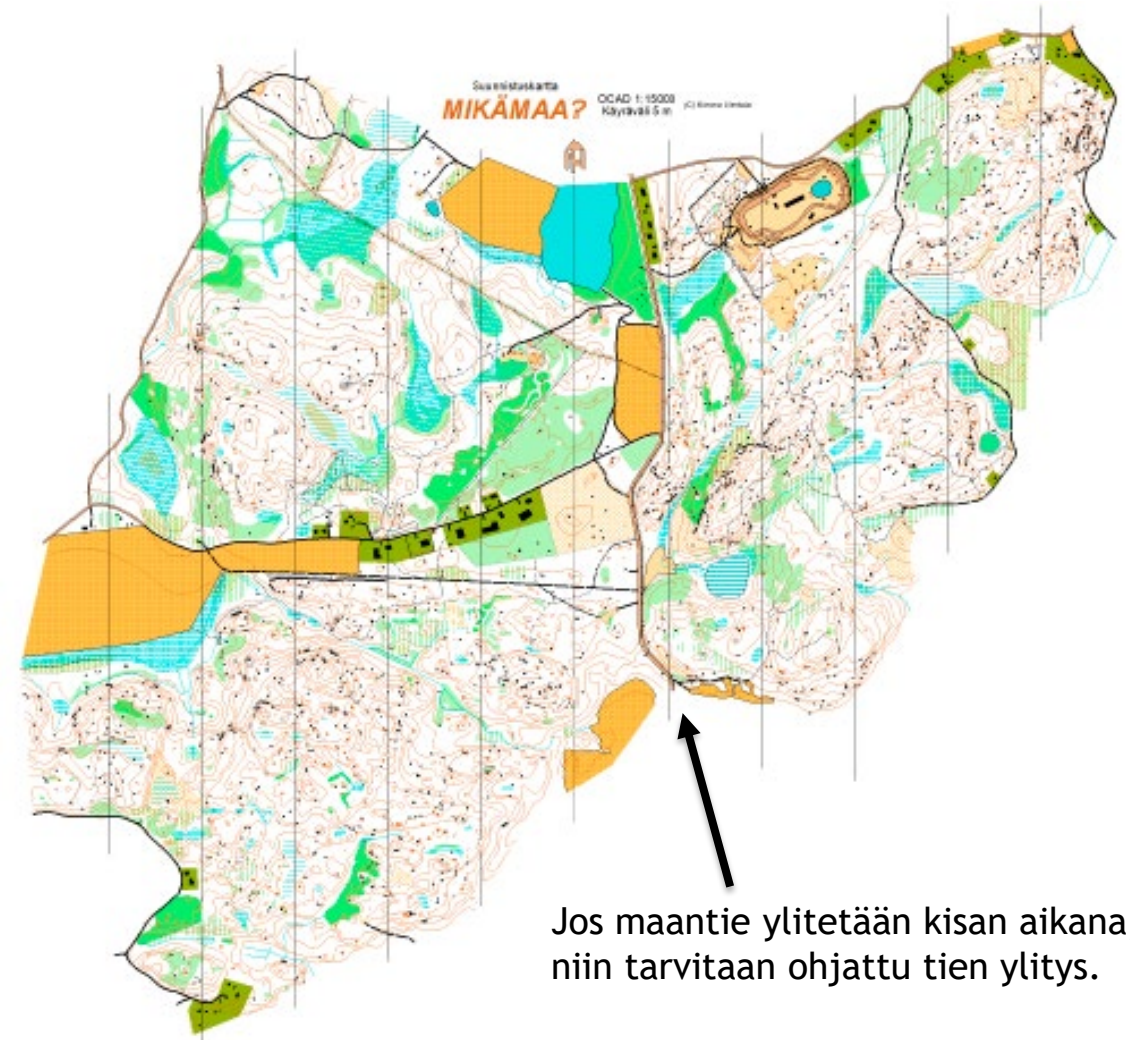 Suunnistuskartta
MIKÄMAA?
OCAD 1:15000
Käyräväli 5 m
Jos maantie ylitetään kisan aikana
niin tarvitaan ohjattu tien ylitys.